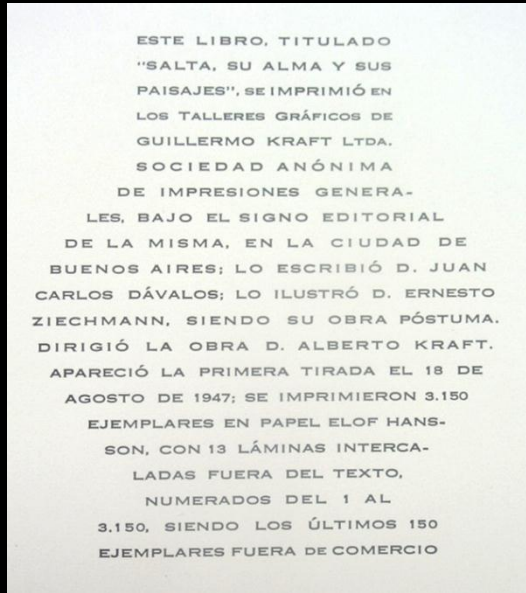 ESTE LIBRO, TITULADO
"SALTA, SU ALMA Y SUS
PAISAJES", SE IMPRIMIÓ EN
LOS TALLERES GRÁFICOS DE
GUILLERMO KRAFT LTDA.
SOCIEDAD ANÓNIMA
DE IMPRESIONES GENERA-
LES, BAJO EL SIGNO EDITORIAL
DE LA MISMA, EN LA CIUDAD DE
BUENOS AIRES; LO ESCRIBIÓ D. JUAN
CARLOS DÁVALOS; LO ILUSTRÓ D. ERNESTO
ZIECHMANN, SIENDO SU OBRA PÓSTUMA.
DIRIGIÓ LA OBRA D. ALBERTO KRAFT.
APARECIÓ LA PRIMERA TIRADA EL 18 DE
AGOSTO DE 1947; SE IMPRIMIERON 3.150
EJEMPLARES EN PAPEL ELOF HANS-
SON, CON 13 LÁMINAS INTERCA-
LADAS FUERA DEL TEXTO,
NUMERADOS DEL 1 AL
3.150, SIENDO LOS ÚLTIMOS 150
EJEMPLARES FUERA DE COMERCIO